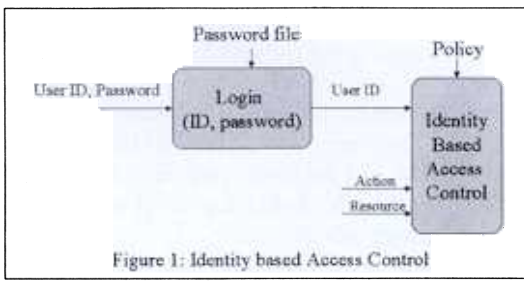 Password file
Policy
User ID, Password
Login
(ID, password)
User ID
Identity
Based
Access
Control
Action
Resource
Figure 1: Identity based Access Control